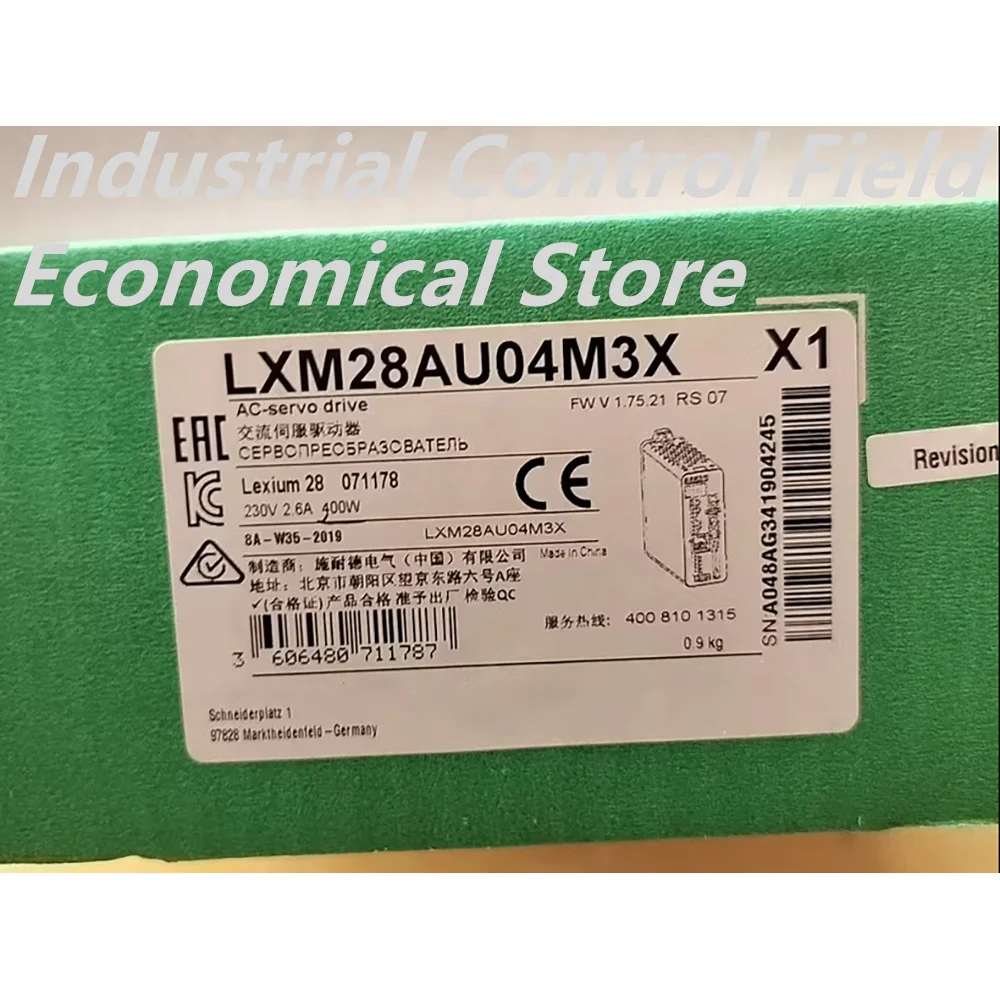 Industrial Control Field
Economical Store
LXM28AU04M3X X1
AC-servo drive FW V 1.75.21 RS 07
交流伺服驱动器
СЕРВОПРЕОБРАЗОВАТЕЛЬ
EAC
Lexium 28 071178
CE
KC
230V 2.6A 400W
8A-W35-2019
LXM28AU04M3X
制造商：施耐德电气（中国）有限公司 Made in China
地址：北京市朝阳区望京东路六号A座
✓(合格证)产品合格 准予出厂 检验QC
服务热线：400 810 1315
3 606480 711787
0.9 kg
Schneiderplatz 1
97828 Marktheidenfeld-Germany
SNA048AG341904245
Revision